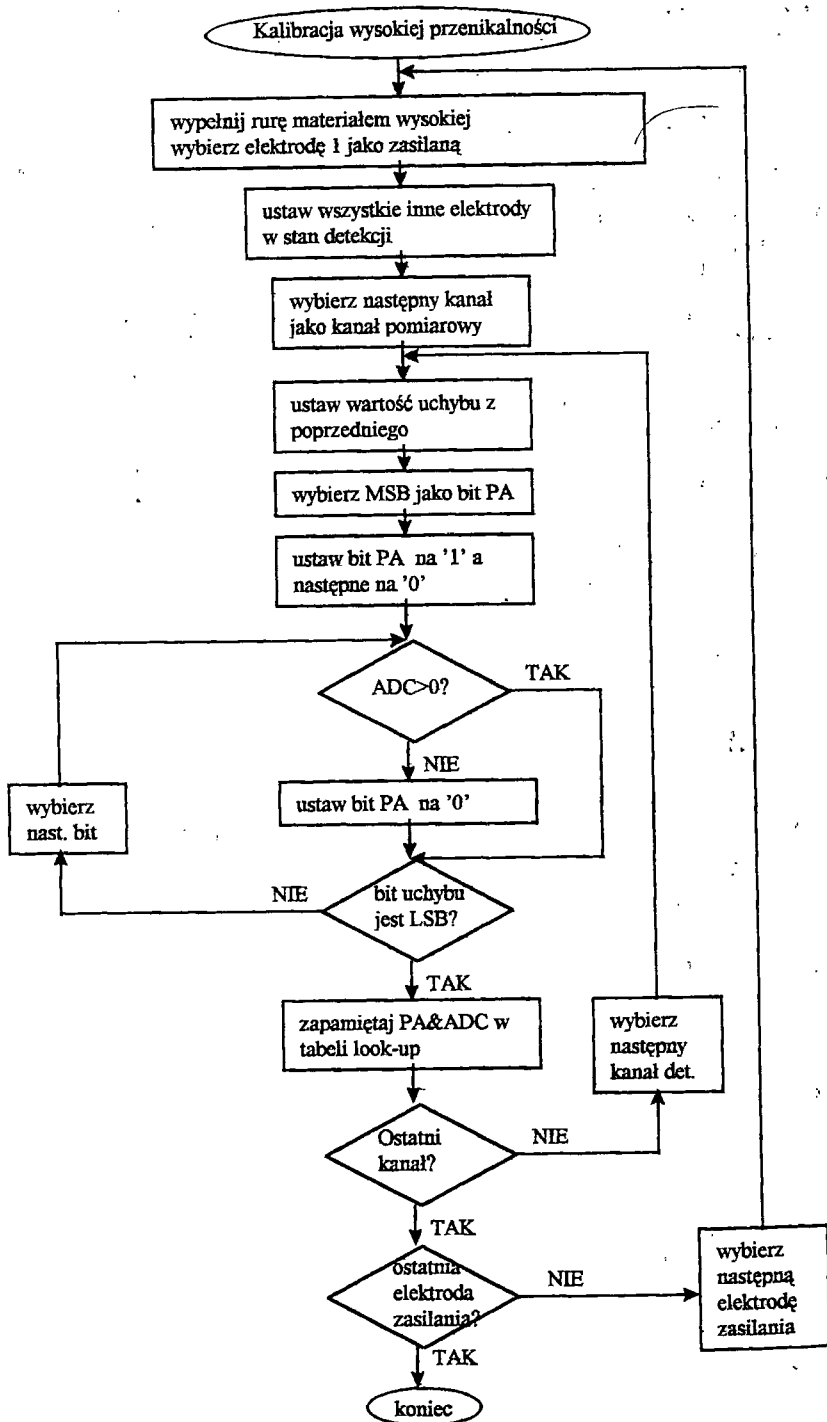 Kalibracja wysokiej przenikalności
wypełnij rurę materiałem wysokiej
wybierz elektrodę 1 jako zasilaną
ustaw wszystkie inne elektrody
w stan detekcji
wybierz następny kanał
jako kanał pomiarowy
ustaw wartość uchybu z
poprzedniego
wybierz MSB jako bit PA
ustaw bit PA na '1' a
następne na '0'
ADC>0?
TAK
NIE
ustaw bit PA na '0'
wybierz
nast. bit
NIE
bit uchybu
jest LSB?
TAK
zapamiętaj PA&ADC w
tabeli look-up
wybierz
następny
kanał det.
Ostatni
kanał?
NIE
TAK
ostatnia
elektroda
zasilania?
NIE
wybierz
następną
elektrodę
zasilania
TAK
koniec